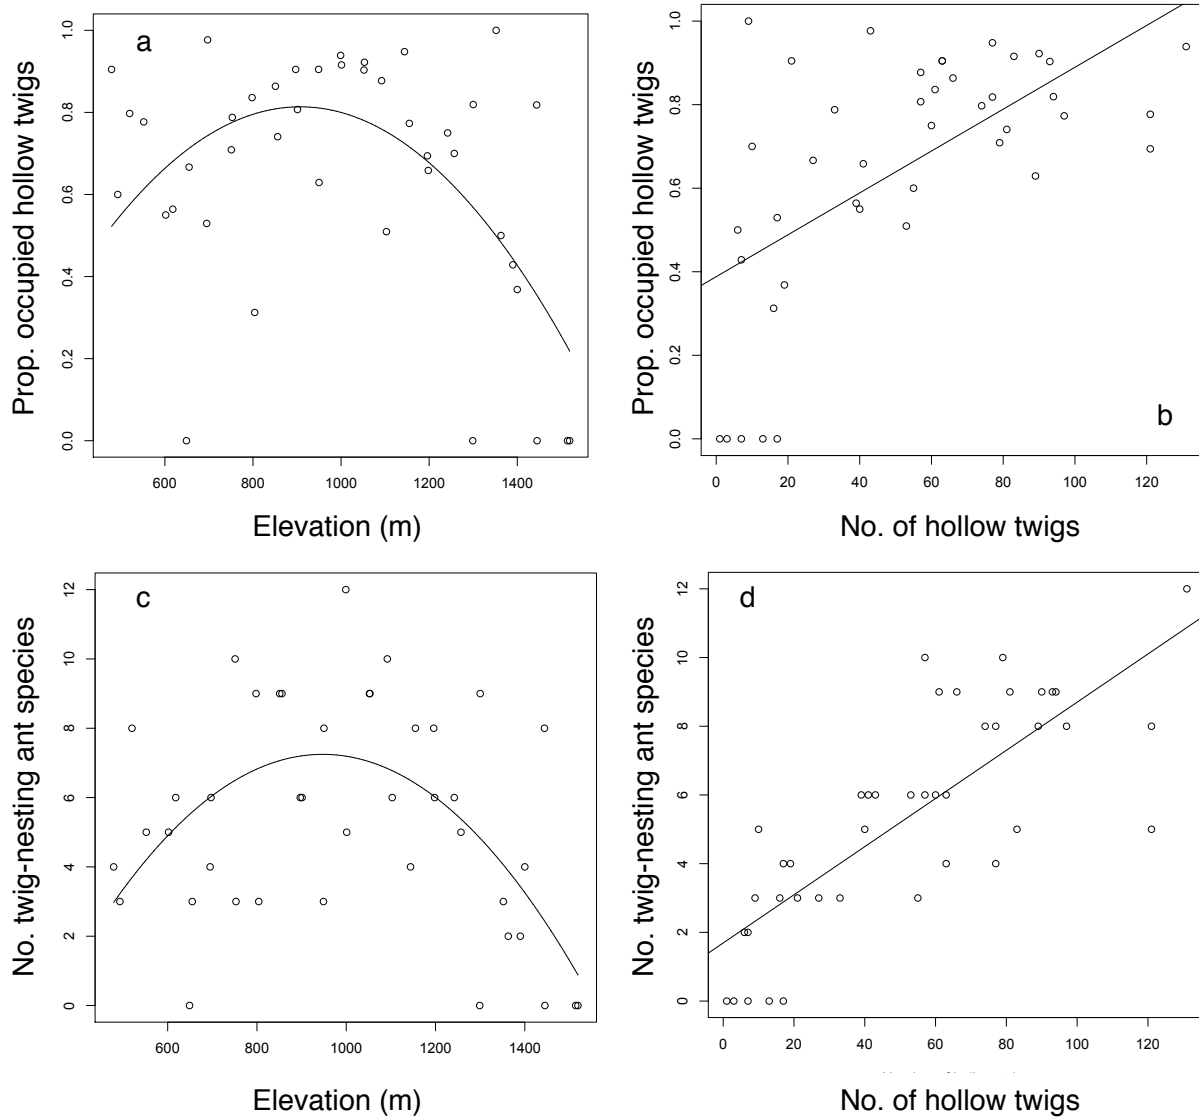 a
Prop. occupied hollow twigs
0.0 0.2 0.4 0.6 0.8 1.0
600 800 1000 1200 1400
Elevation (m)
b
Prop. occupied hollow twigs
0.0 0.2 0.4 0.6 0.8 1.0
0 20 40 60 80 100 120
No. of hollow twigs
c
No. twig-nesting ant species
0 2 4 6 8 10 12
600 800 1000 1200 1400
Elevation (m)
d
No. twig-nesting ant species
0 2 4 6 8 10 12
0 20 40 60 80 100 120
No. of hollow twigs